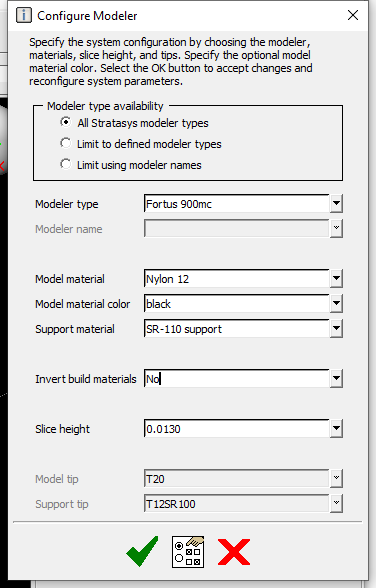 Configure Modeler
Specify the system configuration by choosing the modeler,
materials, slice height, and tips. Specify the optional model
material color. Select the OK button to accept changes and
reconfigure system parameters.
Modeler type availability
All Stratasys modeler types
Limit to defined modeler types
Limit using modeler names
Modeler type Fortus 900mc
Modeler name
Model material Nylon 12
Model material color black
Support material SR-110 support
Invert build materials No
Slice height 0.0130
Model tip T20
Support tip T12SR100